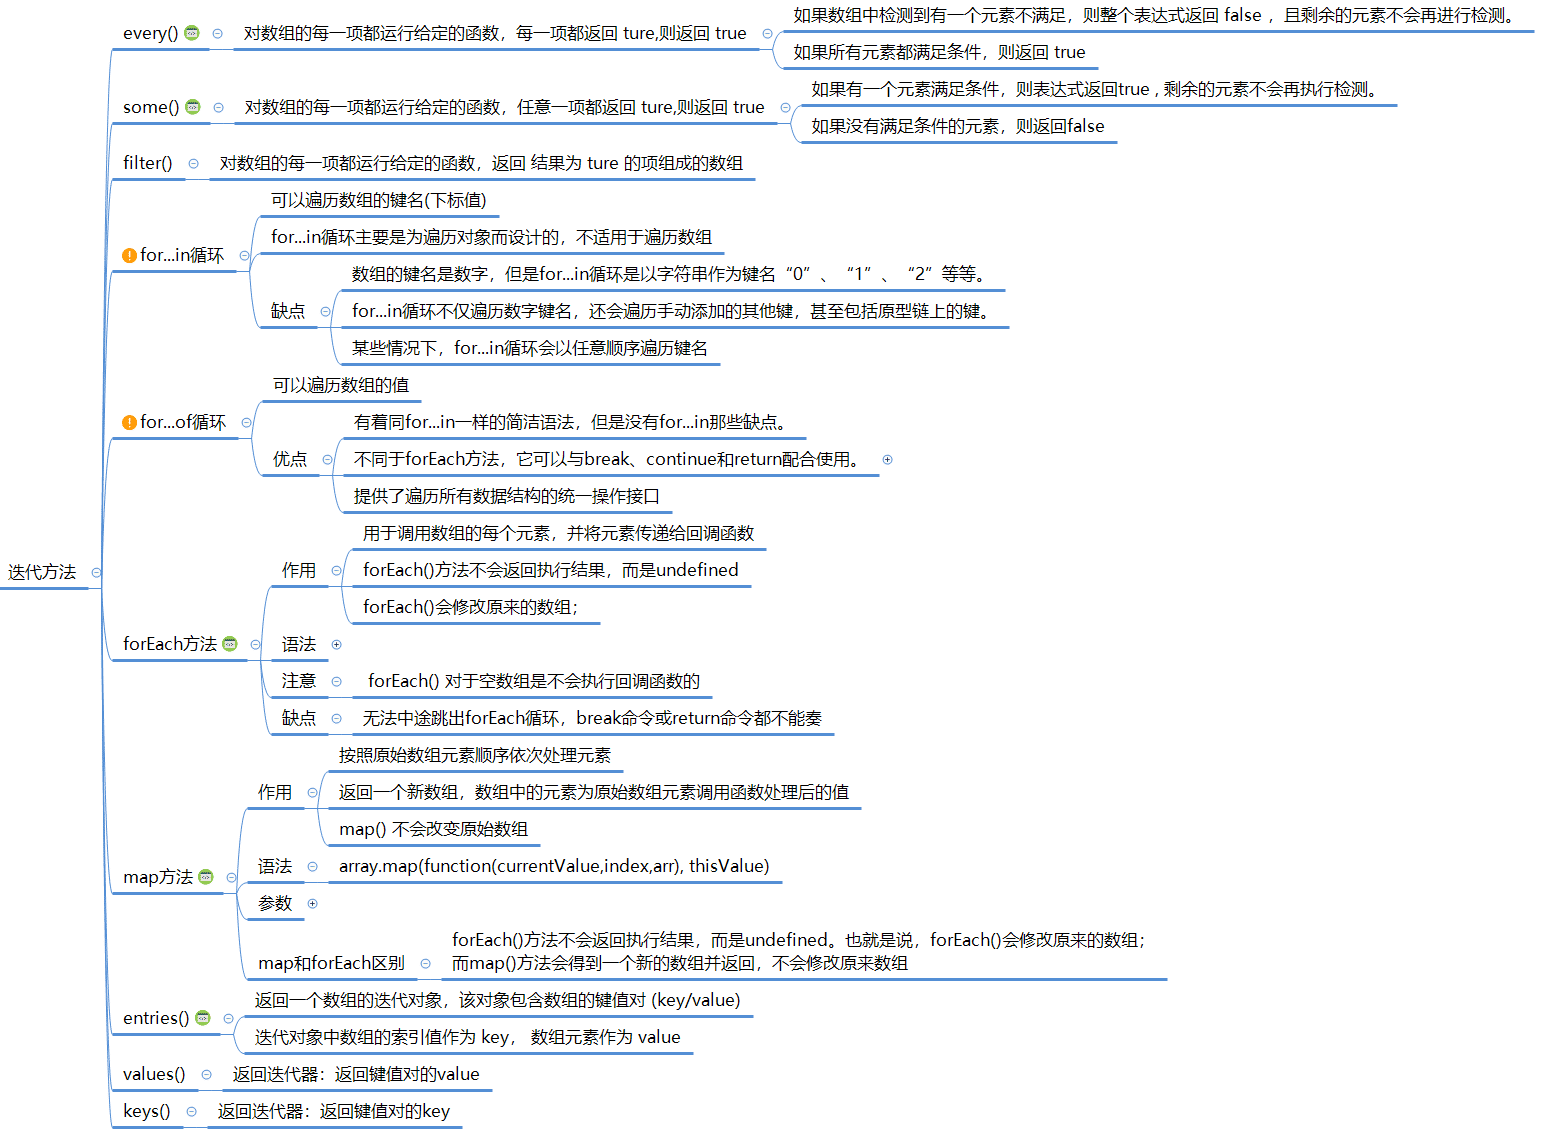 every()
对数组的每一项都运行给定的函数，每一项都返回 ture,则返回 true
如果数组中检测到有一个元素不满足，则整个表达式返回 false ，且剩余的元素不会再进行检测。
如果所有元素都满足条件，则返回 true
some()
对数组的每一项都运行给定的函数，任意一项都返回 ture,则返回 true
如果有一个元素满足条件，则表达式返回true , 剩余的元素不会再执行检测。
如果没有满足条件的元素，则返回false
filter()
对数组的每一项都运行给定的函数，返回 结果为 ture 的项组成的数组
for...in循环
可以遍历数组的键名(下标值)
for...in循环主要是为遍历对象而设计的，不适用于遍历数组
缺点
数组的键名是数字，但是for...in循环是以字符串作为键名“0”、“1”、“2”等等。
for...in循环不仅遍历数字键名，还会遍历手动添加的其他键，甚至包括原型链上的键。
某些情况下，for...in循环会以任意顺序遍历键名
for...of循环
可以遍历数组的值
优点
有着同for...in一样的简洁语法，但是没有for...in那些缺点。
不同于forEach方法，它可以与break、continue和return配合使用。
提供了遍历所有数据结构的统一操作接口
迭代方法
forEach方法
作用
用于调用数组的每个元素，并将元素传递给回调函数
forEach()方法不会返回执行结果，而是undefined
forEach()会修改原来的数组；
语法
注意
forEach() 对于空数组是不会执行回调函数的
缺点
无法中途跳出forEach循环，break命令或return命令都不能奏
map方法
作用
按照原始数组元素顺序依次处理元素
返回一个新数组，数组中的元素为原始数组元素调用函数处理后的值
map() 不会改变原始数组
语法
array.map(function(currentValue,index,arr), thisValue)
参数
map和forEach区别
forEach()方法不会返回执行结果，而是undefined。也就是说，forEach()会修改原来的数组；
而map()方法会得到一个新的数组并返回，不会修改原来数组
entries()
返回一个数组的迭代对象，该对象包含数组的键值对 (key/value)
迭代对象中数组的索引值作为 key， 数组元素作为 value
values()
返回迭代器：返回键值对的value
keys()
返回迭代器：返回键值对的key